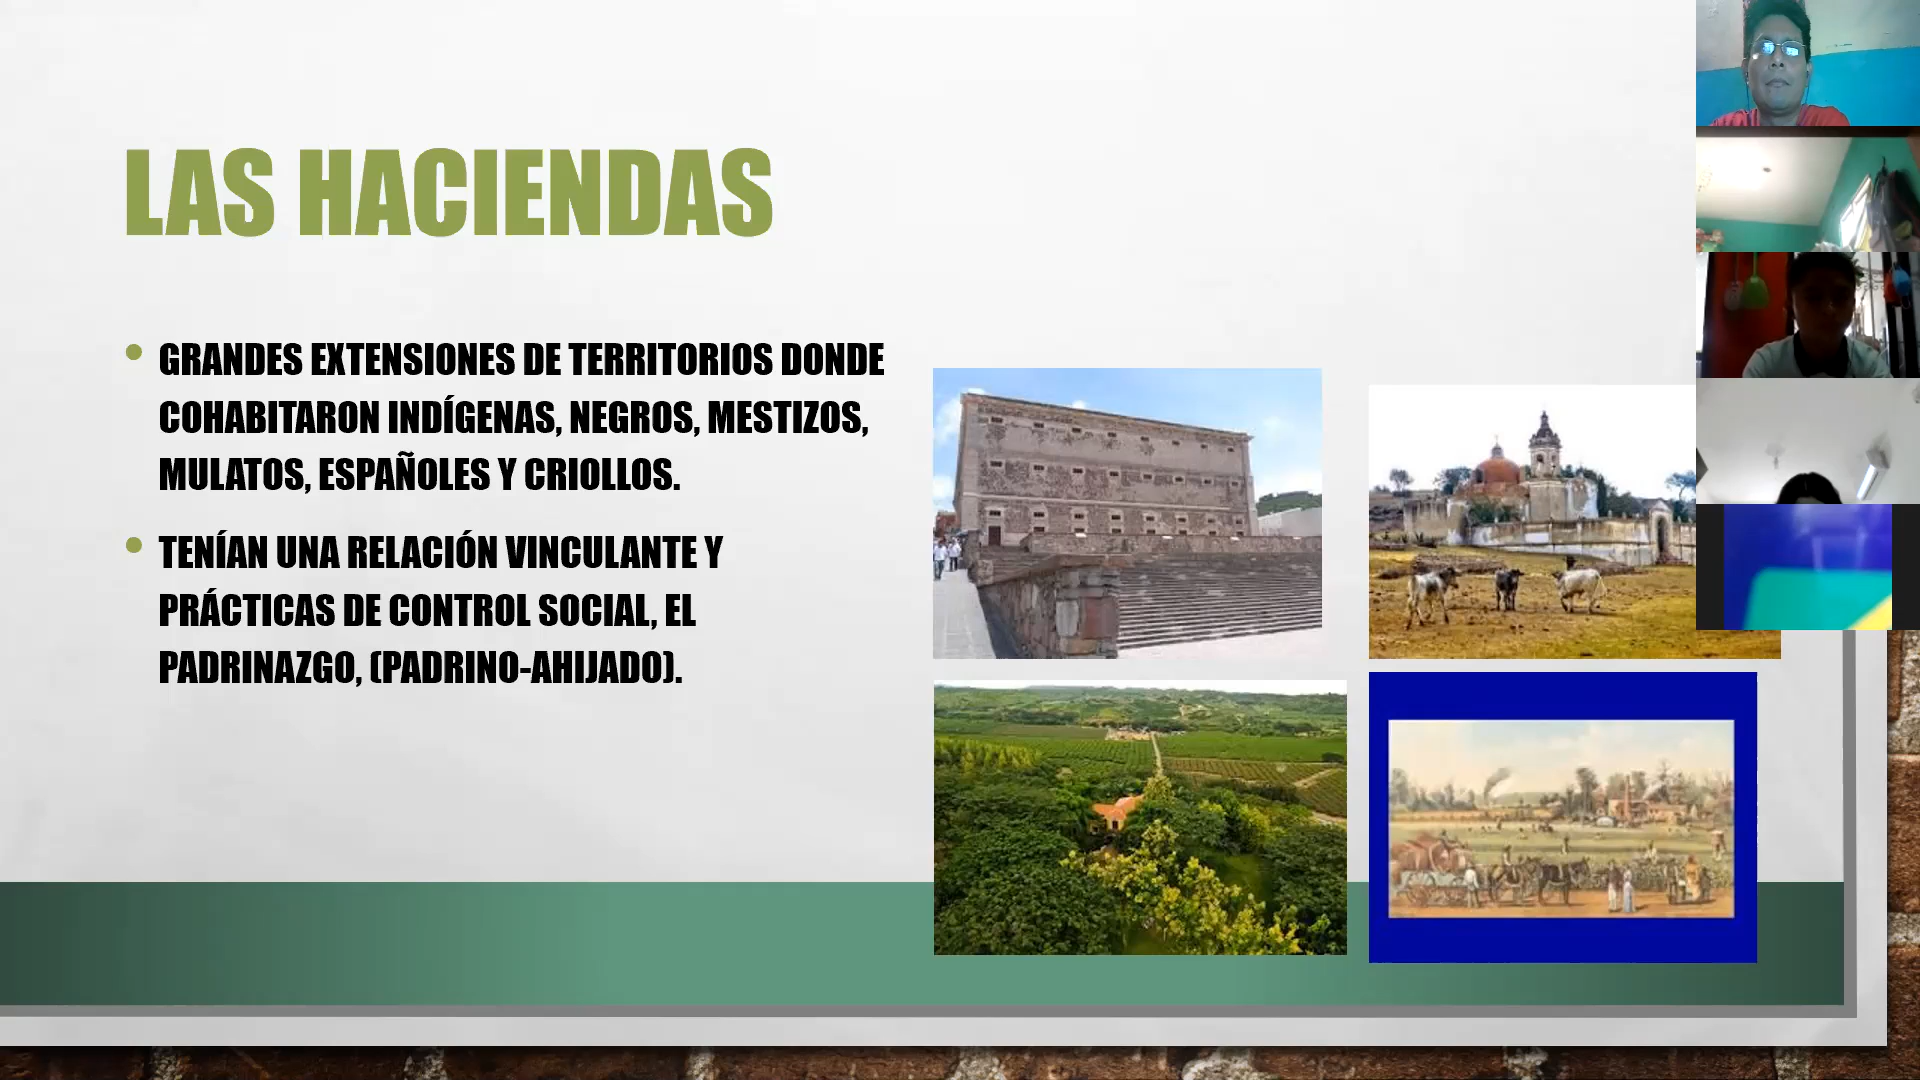 LAS HACIENDAS
• GRANDES EXTENSIONES DE TERRITORIOS DONDE
COHABITARON INDÍGENAS, NEGROS, MESTIZOS,
MULATOS, ESPAÑOLES Y CRIOLLOS.
• TENÍAN UNA RELACIÓN VINCULANTE Y
PRÁCTICAS DE CONTROL SOCIAL, EL
PADRINAZGO, (PADRINO-AHIJADO).